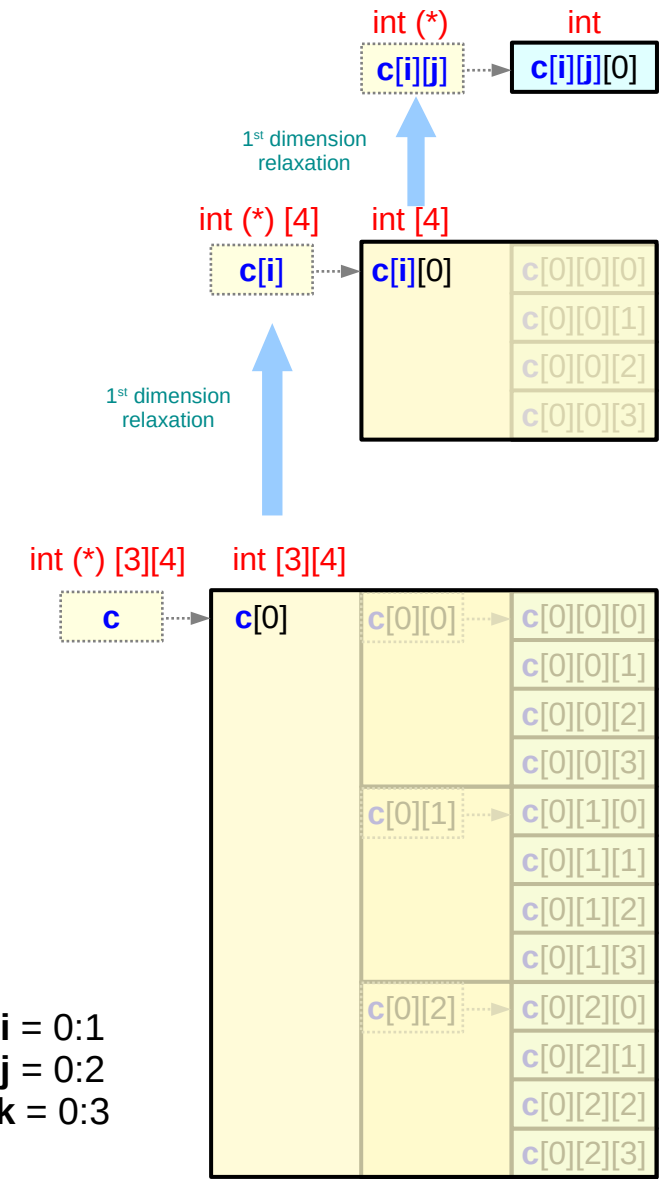 int (*) int
c[i][j] c[i][j][0]
1st dimension
relaxation
int (*) [4] int [4]
c[i] c[i][0] c[0][0][0]
c[0][0][1]
c[0][0][2]
c[0][0][3]
1st dimension
relaxation
int (*) [3][4] int [3][4]
c c[0] c[0][0] c[0][0][0]
c[0][0][1]
c[0][0][2]
c[0][0][3]
c[0][1] c[0][1][0]
c[0][1][1]
c[0][1][2]
c[0][1][3]
c[0][2] c[0][2][0]
i = 0:1
c[0][2][1]
j = 0:2
c[0][2][2]
k = 0:3
c[0][2][3]